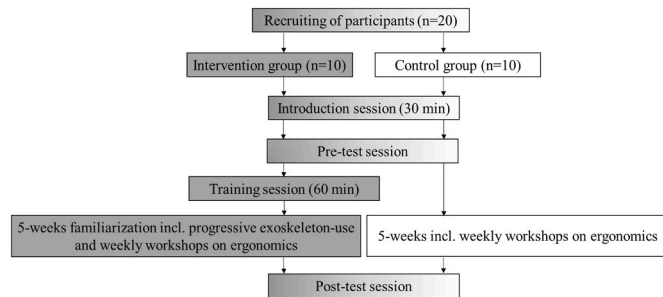 Recruiting of participants (n=20)
Intervention group (n=10)
Control group (n=10)
Introduction session (30 min)
Pre-test session
Training session (60 min)
5-weeks familiarization incl. progressive exoskeleton-use
and weekly workshops on ergonomics
5-weeks incl. weekly workshops on ergonomics
Post-test session